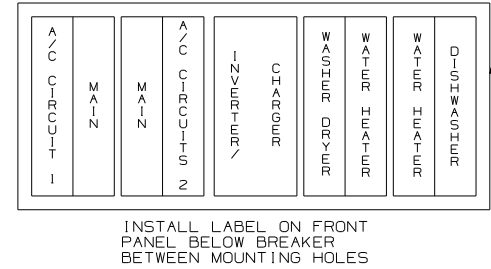 A/C CIRCUIT 1
MAIN
MAIN
A/C CIRCUITS 2
INVERTER/
CHARGER
WASHER DRYER
WATER HEATER
WATER HEATER
DISHWASHER
INSTALL LABEL ON FRONT
PANEL BELOW BREAKER
BETWEEN MOUNTING HOLES